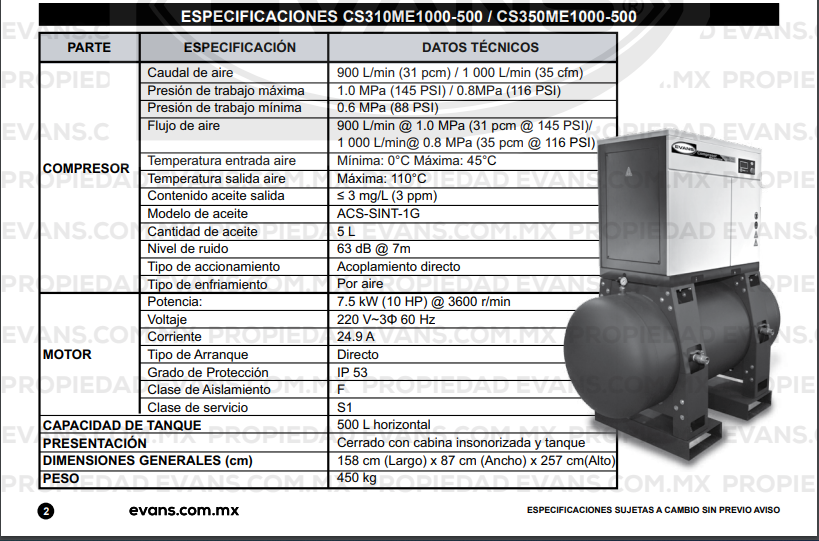 ESPECIFICACIONES CS310ME1000-500 / CS350ME1000-500
PARTE ESPECIFICACIÓN DATOS TÉCNICOS
COMPRESOR
Caudal de aire 900 L/min (31 pcm) / 1 000 L/min (35 cfm)
Presión de trabajo máxima 1.0 MPa (145 PSI) / 0.8MPa (116 PSI)
Presión de trabajo mínima 0.6 MPa (88 PSI)
Flujo de aire 900 L/min @ 1.0 MPa (31 pcm @ 145 PSI)/
1 000 L/min@ 0.8 MPa (35 pcm @ 116 PSI)
Temperatura entrada aire Mínima: 0°C Máxima: 45°C
Temperatura salida aire Máxima: 110°C
Contenido aceite salida ≤ 3 mg/L (3 ppm)
Modelo de aceite ACS-SINT-1G
Cantidad de aceite 5 L
Nivel de ruido 63 dB @ 7m
Tipo de accionamiento Acoplamiento directo
Tipo de enfriamiento Por aire
MOTOR
Potencia: 7.5 kW (10 HP) @ 3600 r/min
Voltaje 220 V~3Φ 60 Hz
Corriente 24.9 A
Tipo de Arranque Directo
Grado de Protección IP 53
Clase de Aislamiento F
Clase de servicio S1
CAPACIDAD DE TANQUE 500 L horizontal
PRESENTACIÓN Cerrado con cabina insonorizada y tanque
DIMENSIONES GENERALES (cm) 158 cm (Largo) x 87 cm (Ancho) x 257 cm(Alto)
PESO 450 kg
EVANS
2 evans.com.mx ESPECIFICACIONES SUJETAS A CAMBIO SIN PREVIO AVISO
PROPIEDAD EVANS.COM.MX